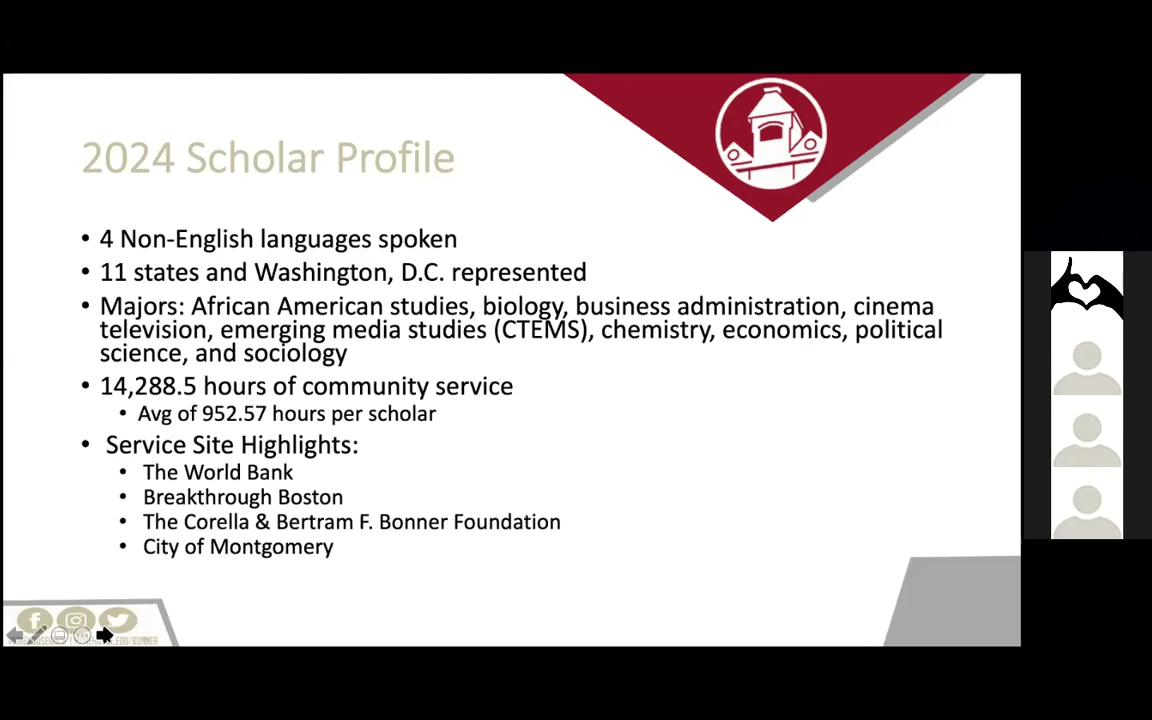 2024 Scholar Profile
• 4 Non-English languages spoken
• 11 states and Washington, D.C. represented
• Majors: African American studies, biology, business administration, cinema
television, emerging media studies (CTEMS), chemistry, economics, political
science, and sociology
• 14,288.5 hours of community service
• Avg of 952.57 hours per scholar
• Service Site Highlights:
• The World Bank
• Breakthrough Boston
• The Corella & Bertram F. Bonner Foundation
• City of Montgomery